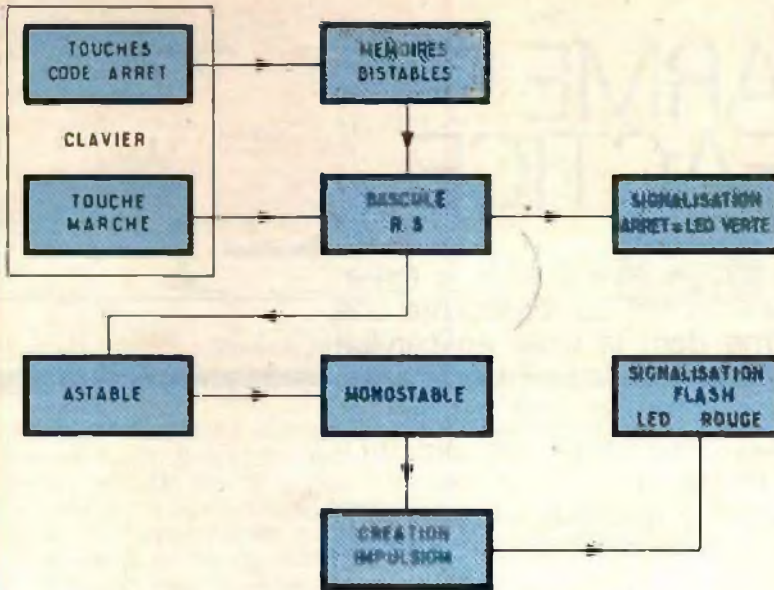 TOUCHES
CODE ARRET
MEMOIRES
BISTABLES
CLAVIER
TOUCHE
MARCHE
BASCULE
R S
SIGNALISATION
ARRET = LED VERTE
ASTABLE
MONOSTABLE
SIGNALISATION
FLASH
LED ROUGE
CREATION
IMPULSION